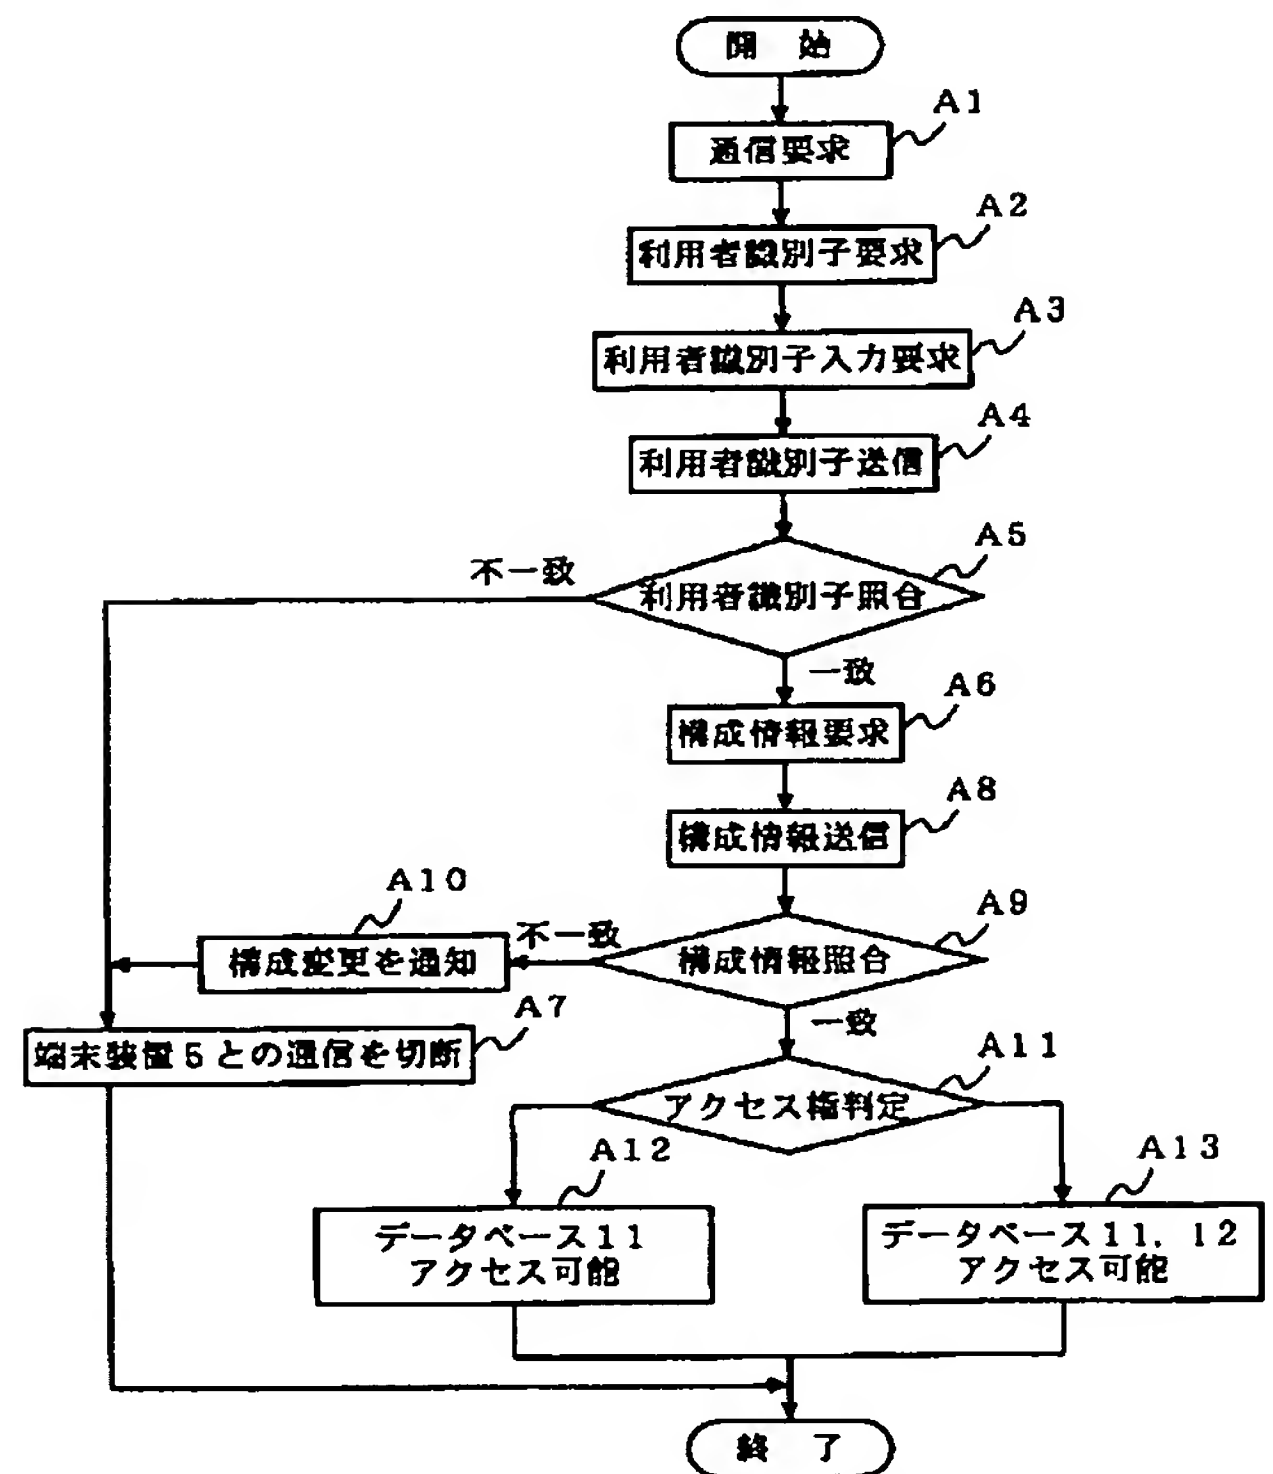 開 始
A1
通信要求
A2
利用者識別子要求
A3
利用者識別子入力要求
A4
利用者識別子送信
A5
不一致
利用者識別子照合
一致
A6
構成情報要求
A8
構成情報送信
A10
A9
不一致
構成変更を通知
構成情報照合
A7
一致
端末装置5との通信を切断
A11
アクセス権判定
A12
A13
データベース11
アクセス可能
データベース11, 12
アクセス可能
終 了